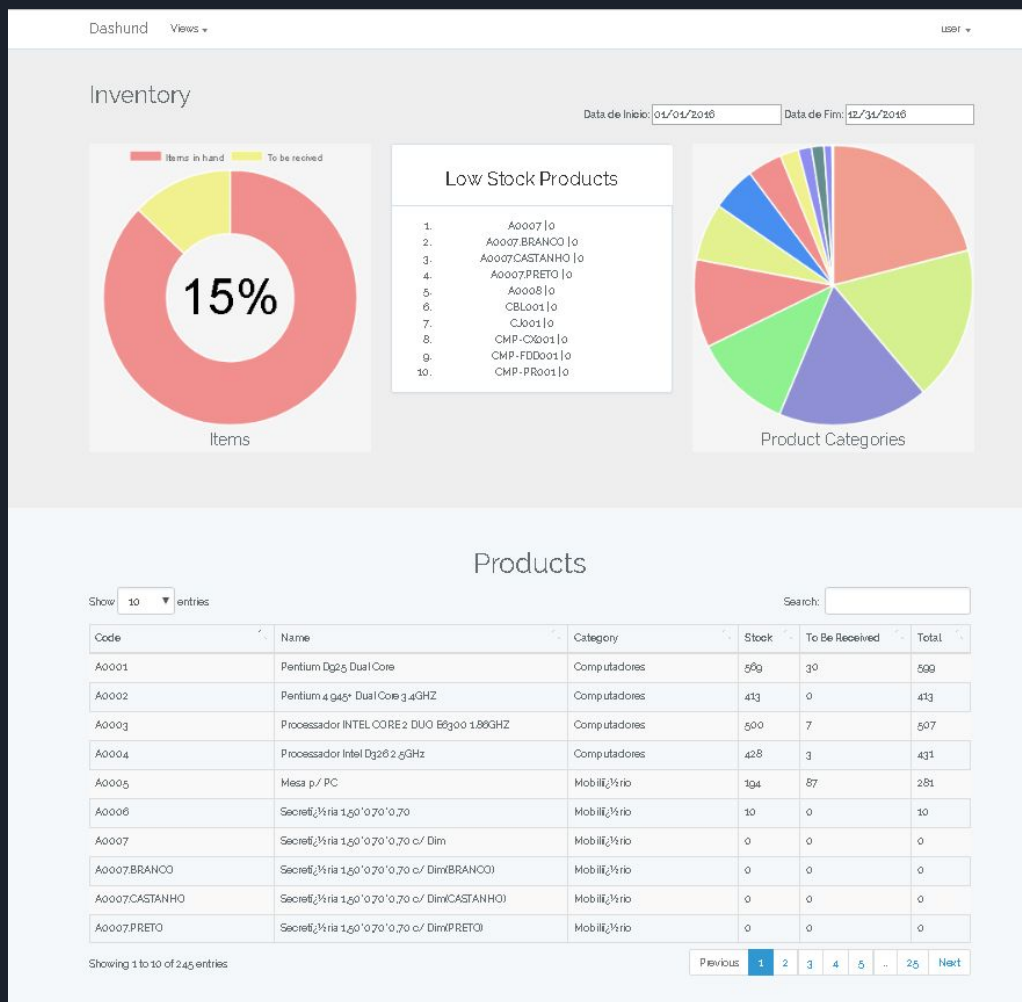 Dashund Views user
Inventory
Data de Inicio: 01/01/2016 Data de Fim: 12/31/2016
Items in hand To be recived
15%
Items
Low Stock Products
1. A0007 | 0
2. A0007.BRANCO | 0
3. A0007.CASTANHO | 0
4. A0007.PRETO | 0
5. A0008 | 0
6. CBL001 | 0
7. CJ001 | 0
8. CMP-CX001 | 0
9. CMP-FDD001 | 0
10. CMP-PR001 | 0
Product Categories
Products
Show 10 entries Search:
Code Name Category Stock To Be Received Total
A0001 Pentium D925 Dual Core Computadores 569 30 599
A0002 Pentium 4 945+ Dual Core 3.4GHZ Computadores 413 0 413
A0003 Processador INTEL CORE 2 DUO E6300 1.86GHZ Computadores 500 7 507
A0004 Processador Intel D326 2.5GHz Computadores 428 3 431
A0005 Mesa p/ PC Mobiliï¿½rio 194 87 281
A0006 Secretï¿½ria 1,50*0,70*0,70 Mobiliï¿½rio 10 0 10
A0007 Secretï¿½ria 1,50*0,70*0,70 c/ Dim Mobiliï¿½rio 0 0 0
A0007.BRANCO Secretï¿½ria 1,50*0,70*0,70 c/ Dim(BRANCO) Mobiliï¿½rio 0 0 0
A0007.CASTANHO Secretï¿½ria 1,50*0,70*0,70 c/ Dim(CASTANHO) Mobiliï¿½rio 0 0 0
A0007.PRETO Secretï¿½ria 1,50*0,70*0,70 c/ Dim(PRETO) Mobiliï¿½rio 0 0 0
Showing 1 to 10 of 245 entries Previous 1 2 3 4 5 … 25 Next